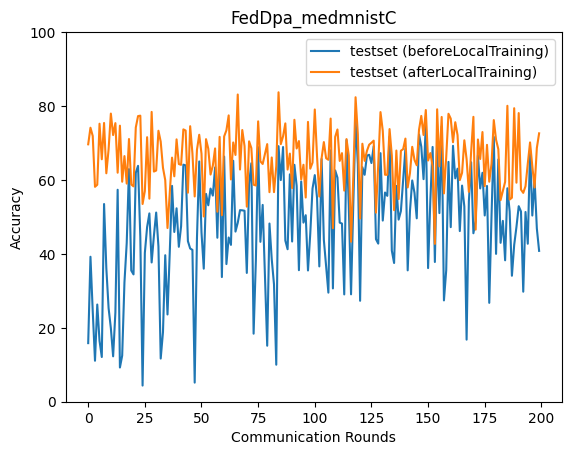 FedDpa_medmnistC
testset (beforeLocalTraining)
testset (afterLocalTraining)
Accuracy
100
80
60
40
20
0
0 25 50 75 100 125 150 175 200
Communication Rounds